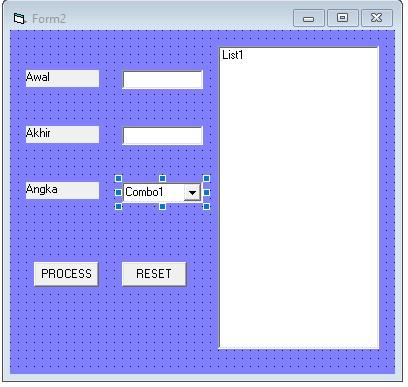 Form2
Awal
Akhir
Angka
Combo1
PROCESS
RESET
List1